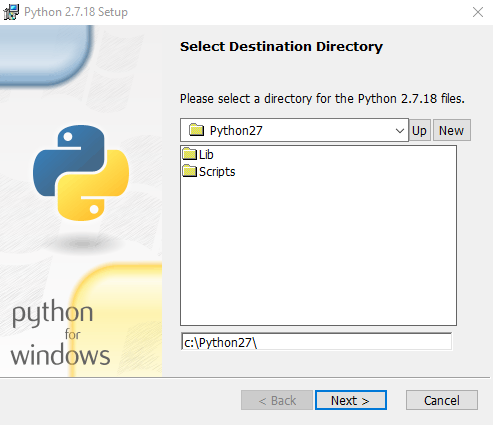 Python 2.7.18 Setup
Select Destination Directory
Please select a directory for the Python 2.7.18 files.
Python27
Up
New
Lib
Scripts
c:\Python27\
python
for
windows
< Back
Next >
Cancel